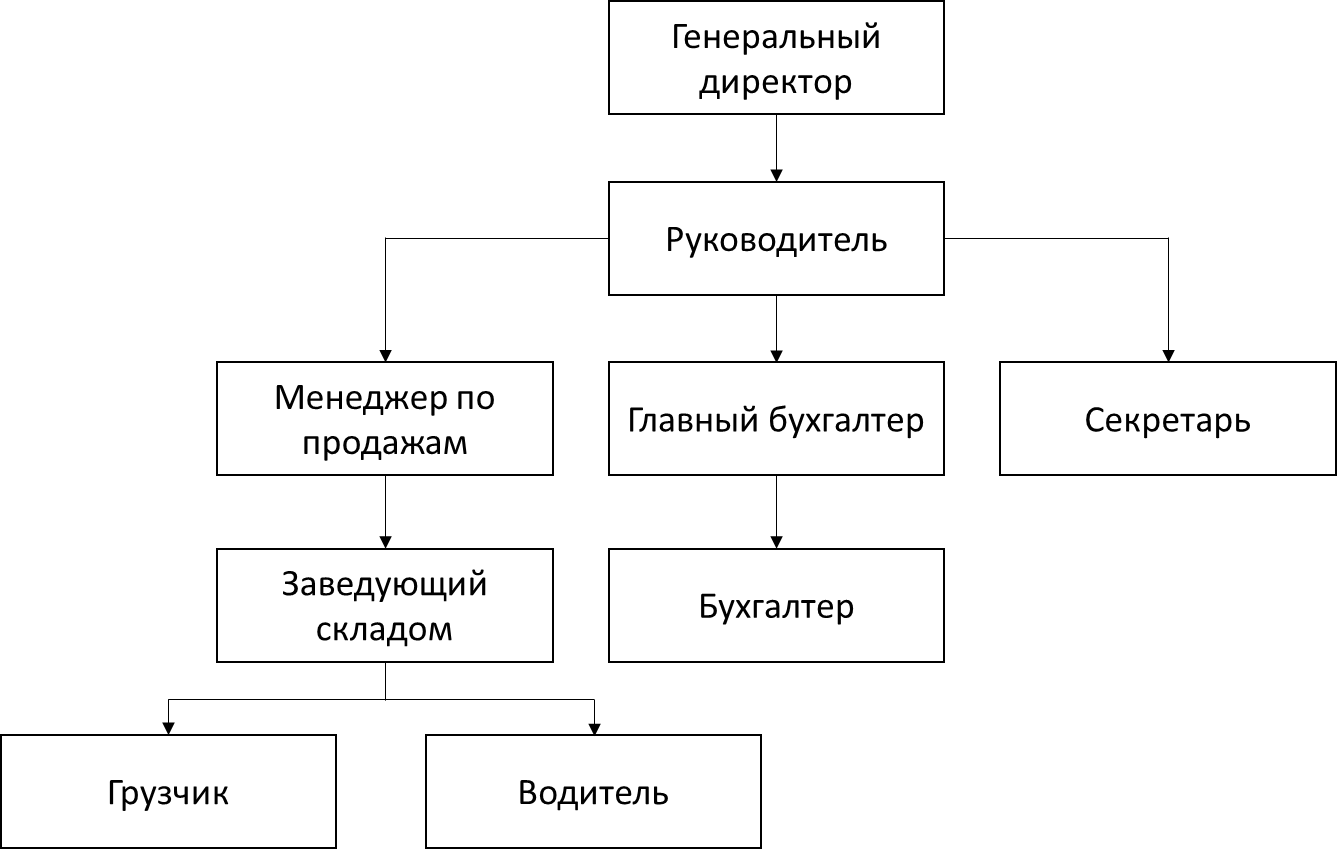 Генеральный
директор
Руководитель
Менеджер по
продажам
Главный бухгалтер
Секретарь
Заведующий
складом
Бухгалтер
Грузчик
Водитель